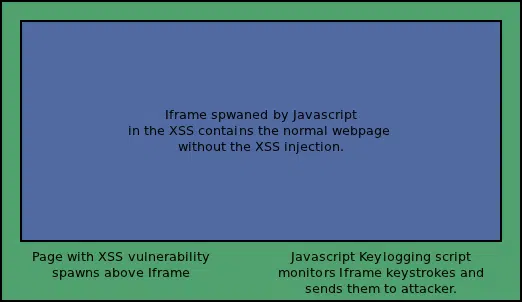 Iframe spwaned by Javascript
in the XSS contains the normal webpage
without the XSS injection.
Page with XSS vulnerability
spawns above Iframe
Javascript Keylogging script
monitors Iframe keystrokes and
sends them to attacker.